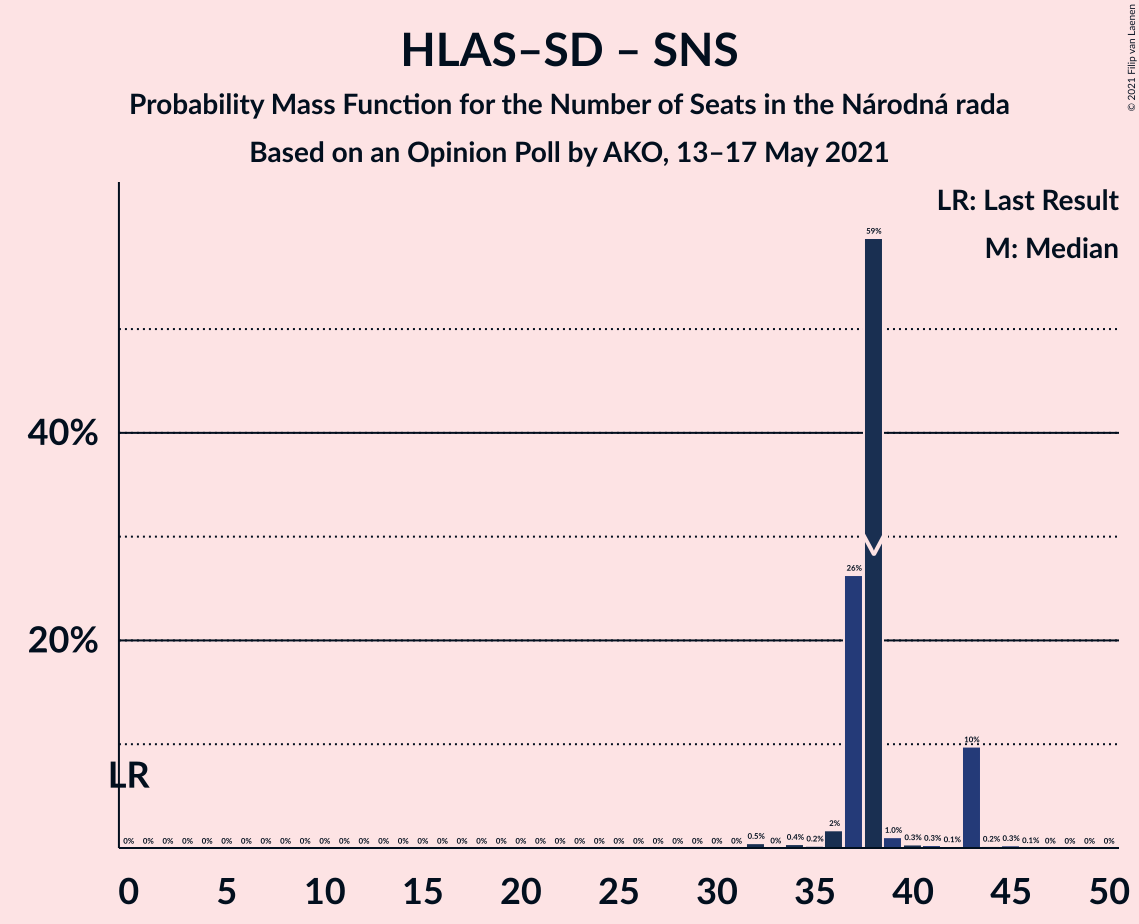 © 2021 Filip van Laenen
HLAS–SD – SNS
Probability Mass Function for the Number of Seats in the Národná rada
Based on an Opinion Poll by AKO, 13–17 May 2021
LR: Last Result
M: Median
59%
40%
26%
20%
10%
LR
2%
1.0%
0% 0% 0% 0% 0% 0% 0% 0% 0% 0% 0% 0% 0% 0% 0% 0% 0% 0% 0% 0% 0% 0% 0% 0% 0% 0% 0% 0% 0% 0% 0% 0% 0.5% 0% 0.4% 0.2% 0.3% 0.3% 0.1% 0.2% 0.3% 0.1% 0% 0% 0% 0%
0 5 10 15 20 25 30 35 40 45 50